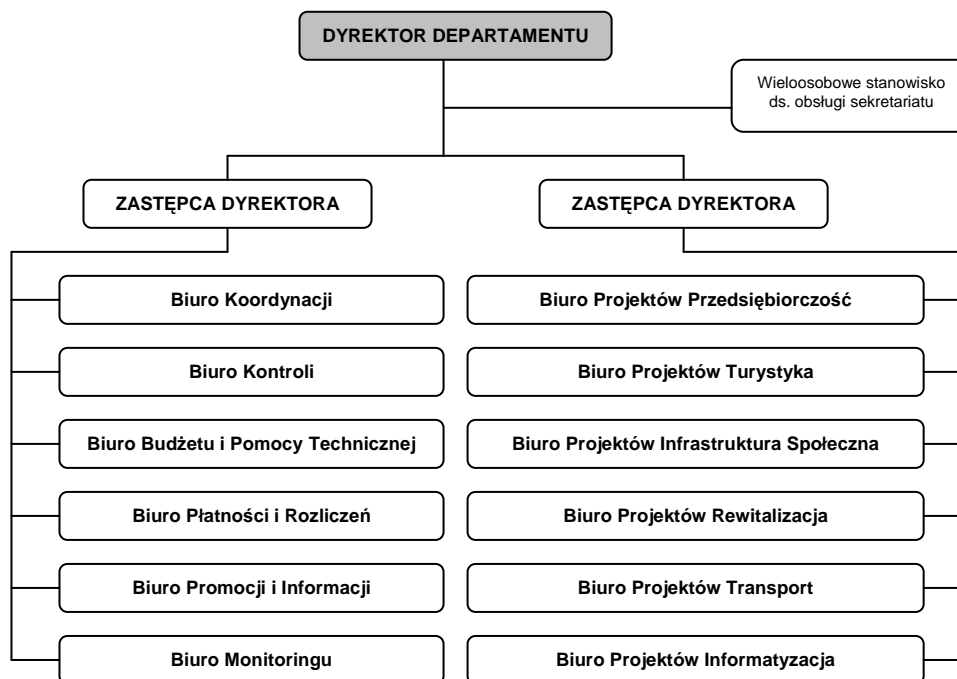 DYREKTOR DEPARTAMENTU
Wieloosobowe stanowisko
ds. obsługi sekretariatu
ZASTĘPCA DYREKTORA
ZASTĘPCA DYREKTORA
Biuro Koordynacji
Biuro Projektów Przedsiębiorczość
Biuro Kontroli
Biuro Projektów Turystyka
Biuro Budżetu i Pomocy Technicznej
Biuro Projektów Infrastruktura Społeczna
Biuro Płatności i Rozliczeń
Biuro Projektów Rewitalizacja
Biuro Promocji i Informacji
Biuro Projektów Transport
Biuro Monitoringu
Biuro Projektów Informatyzacja